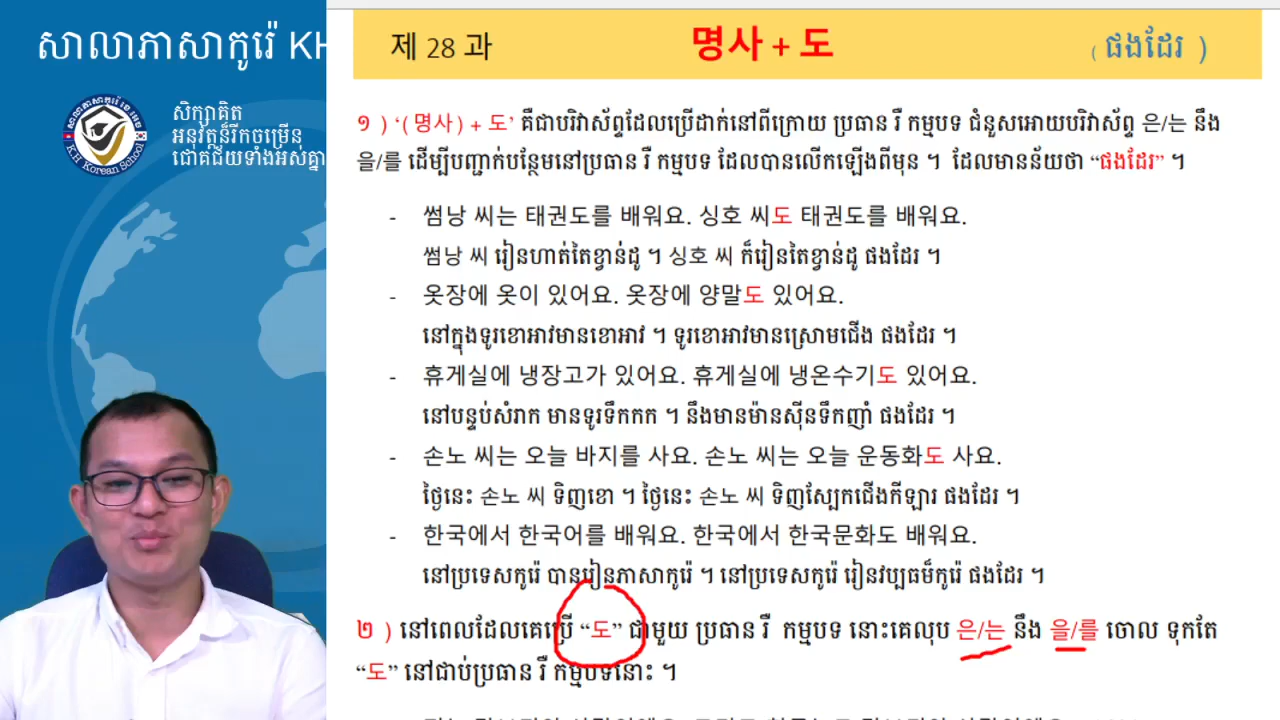 សាលាភាសាកូរ៉េ KH
សិក្សាគិត
អនុវត្តន៍រីកចម្រើន
ជោគជ័យទាំងអស់គ្នា
សាលាភាសាកូរ៉េ ខេ អេច
K.H Korean School
제 28 과 명사 + 도 ( ផងដែរ )
១ ) ‘( 명사 ) + 도’ គឺជាបរិវាស័ព្ទដែលប្រើដាក់នៅពីក្រោយ ប្រធាន រឺ កម្មបទ ជំនួសអោយបរិវាស័ព្ទ 은/는 នឹង
을/를 ដើម្បីបញ្ជាក់បន្ថែមនៅប្រធាន រឺ កម្មបទ ដែលបានលើកឡើងពីមុន ។ ដែលមានន័យថា “ផងដែរ” ។
- 썸낭 씨는 태권도를 배워요. 싱호 씨도 태권도를 배워요.
썸낭 씨 រៀនហាត់តៃខ្វាន់ដូ ។ 싱호 씨 ក៏រៀនតៃខ្វាន់ដូ ផងដែរ ។
- 옷장에 옷이 있어요. 옷장에 양말도 있어요.
នៅក្នុងទូរខោអាវមានខោអាវ ។ ទូរខោអាវមានស្រោមជើង ផងដែរ ។
- 휴게실에 냉장고가 있어요. 휴게실에 냉온수기도 있어요.
នៅបន្ទប់សំរាក មានទូរទឹកកក ។ នឹងមានម៉ាស៊ីនទឹកញាំ ផងដែរ ។
- 손노 씨는 오늘 바지를 사요. 손노 씨는 오늘 운동화도 사요.
ថ្ងៃនេះ 손노 씨 ទិញខោ ។ ថ្ងៃនេះ 손노 씨 ទិញស្បែកជើងកីឡារ ផងដែរ ។
- 한국에서 한국어를 배워요. 한국에서 한국문화도 배워요.
នៅប្រទេសកូរ៉េ បានរៀនភាសាកូរ៉េ ។ នៅប្រទេសកូរ៉េ រៀនវប្បធម៏កូរ៉េ ផងដែរ ។
២ ) នៅពេលដែលគេប្រើ “도” ជាមួយ ប្រធាន រឺ កម្មបទ នោះគេលុប 은/는 នឹង 을/를 ចោល ទុកតែ
“도” នៅជាប់ប្រធាន រឺ កម្មបទនោះ ។